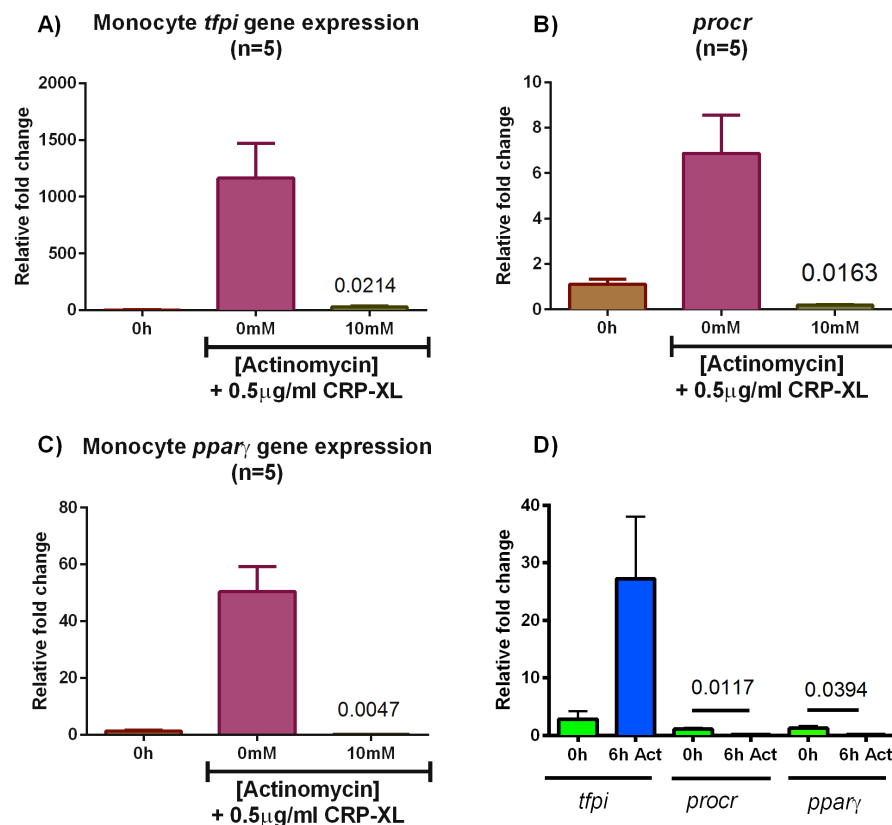 A) Monocyte tfpi gene expression
(n=5)
Relative fold change
2000
1500
1000
500
0
0.0214
0h
0mM
10mM
[Actinomycin]
+ 0.5µg/ml CRP-XL
B) procr
(n=5)
Relative fold change
10
8
6
4
2
0
0.0163
0h
0mM
10mM
[Actinomycin]
+ 0.5µg/ml CRP-XL
C) Monocyte pparγ gene expression
(n=5)
Relative fold change
80
60
40
20
0
0.0047
0h
0mM
10mM
[Actinomycin]
+ 0.5µg/ml CRP-XL
D)
Relative fold change
40
30
20
10
0
0.0117
0.0394
0h 6h Act 0h 6h Act 0h 6h Act
tfpi procr pparγ